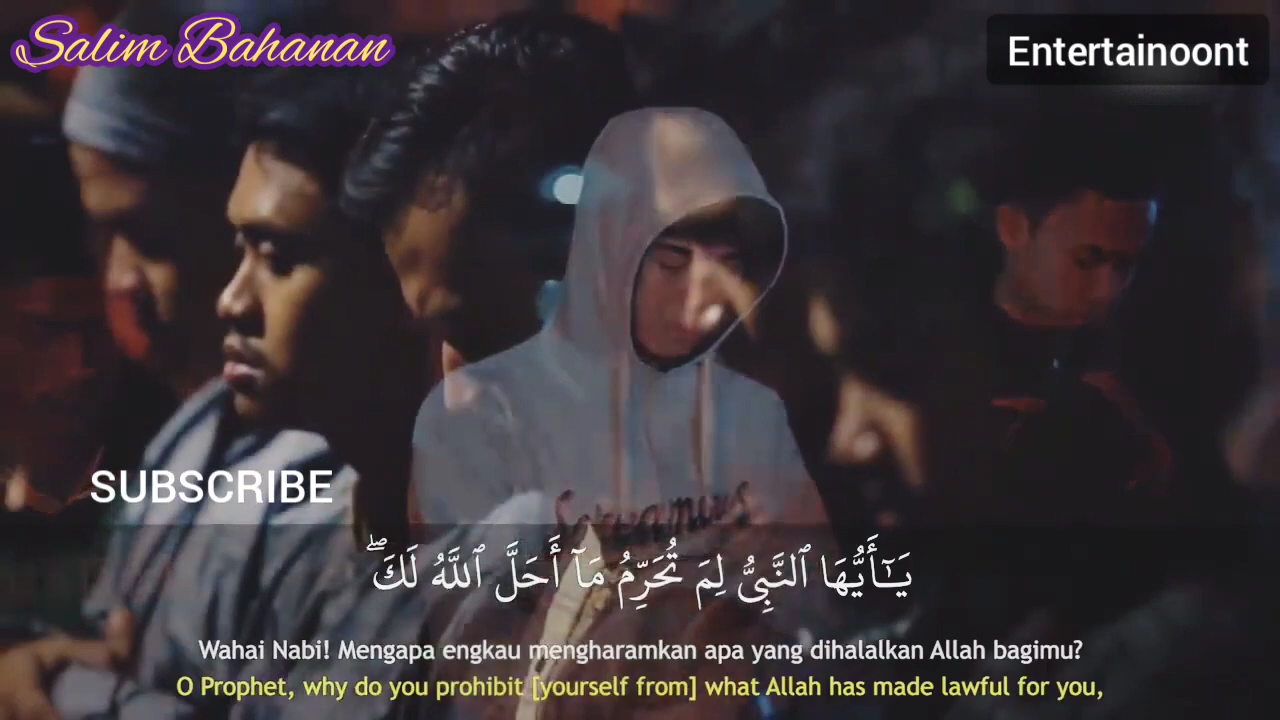 Salim Bahanan
Entertainoont
SUBSCRIBE
يَـٰٓأَيُّهَا ٱلنَّبِىُّ لِمَ تُحَرِّمُ مَآ أَحَلَّ ٱللَّهُ لَكَ ۖ
Wahai Nabi! Mengapa engkau mengharamkan apa yang dihalalkan Allah bagimu?
O Prophet, why do you prohibit [yourself from] what Allah has made lawful for you,